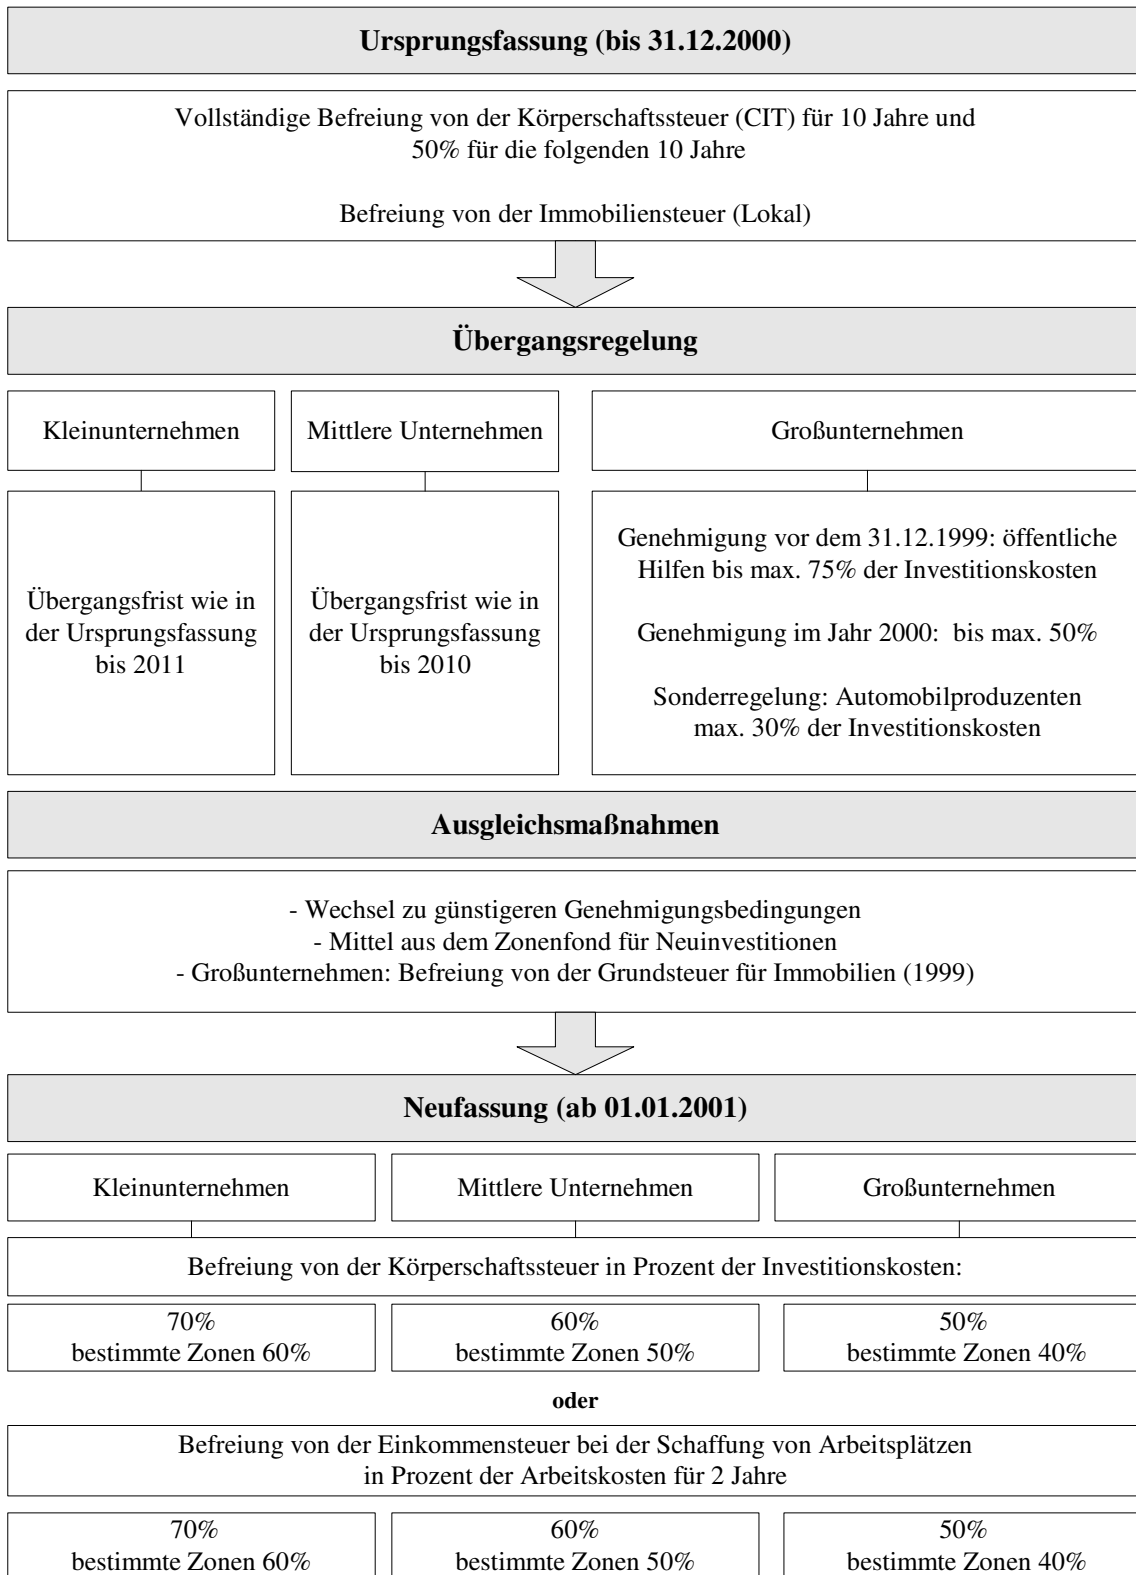 Ursprungsfassung (bis 31.12.2000)
Vollständige Befreiung von der Körperschaftssteuer (CIT) für 10 Jahre und
50% für die folgenden 10 Jahre
Befreiung von der Immobiliensteuer (Lokal)
Übergangsregelung
Kleinunternehmen
Mittlere Unternehmen
Großunternehmen
Übergangsfrist wie in
der Ursprungsfassung
bis 2011
Übergangsfrist wie in
der Ursprungsfassung
bis 2010
Genehmigung vor dem 31.12.1999: öffentliche
Hilfen bis max. 75% der Investitionskosten
Genehmigung im Jahr 2000: bis max. 50%
Sonderregelung: Automobilproduzenten
max. 30% der Investitionskosten
Ausgleichsmaßnahmen
- Wechsel zu günstigeren Genehmigungsbedingungen
- Mittel aus dem Zonenfond für Neuinvestitionen
- Großunternehmen: Befreiung von der Grundsteuer für Immobilien (1999)
Neufassung (ab 01.01.2001)
Kleinunternehmen
Mittlere Unternehmen
Großunternehmen
Befreiung von der Körperschaftssteuer in Prozent der Investitionskosten:
70%
bestimmte Zonen 60%
60%
bestimmte Zonen 50%
50%
bestimmte Zonen 40%
oder
Befreiung von der Einkommensteuer bei der Schaffung von Arbeitsplätzen
in Prozent der Arbeitskosten für 2 Jahre
70%
bestimmte Zonen 60%
60%
bestimmte Zonen 50%
50%
bestimmte Zonen 40%